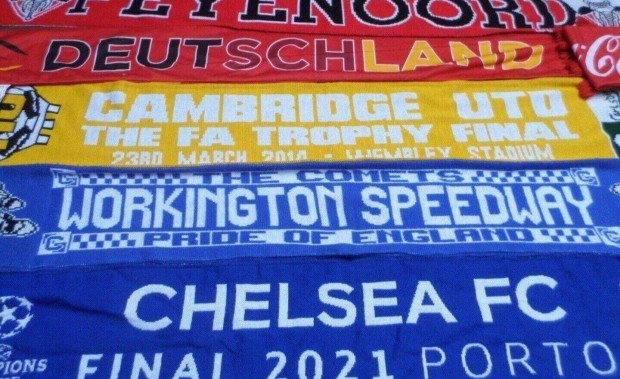 FEYENOORD
DEUTSCHLAND
CAMBRIDGE UTD
THE FA TROPHY FINAL
23RD MARCH 2014 - WEMBLEY STADIUM
THE COMETS
WORKINGTON SPEEDWAY
PRIDE OF ENGLAND
CHELSEA FC
FINAL 2021 PORTO